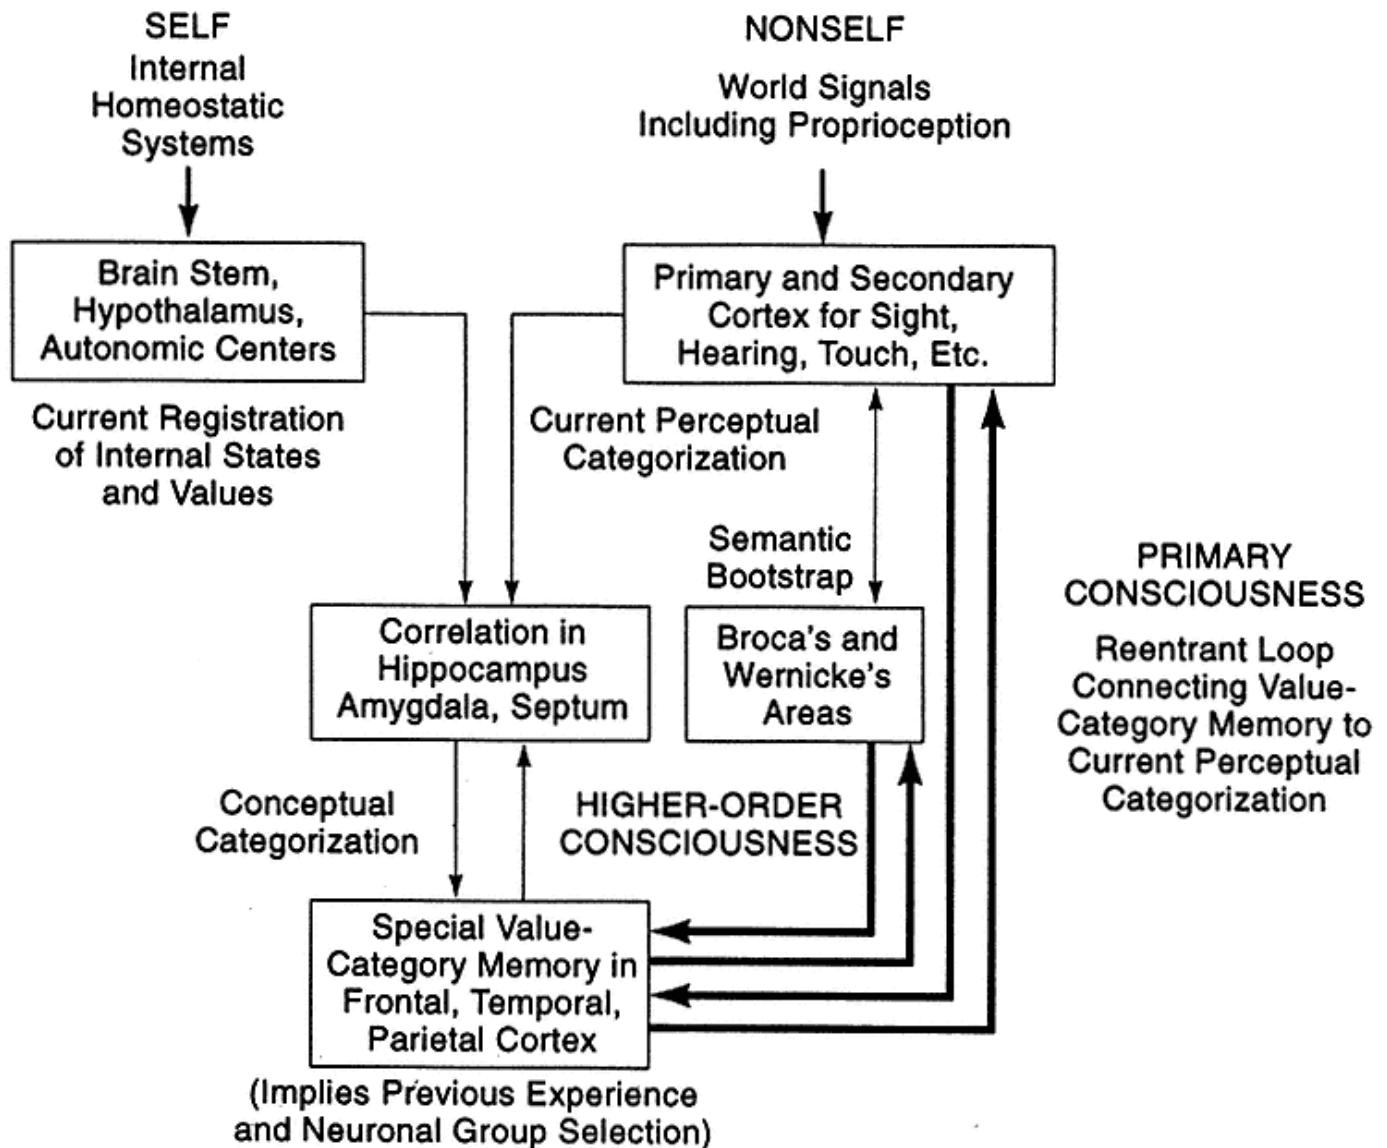 SELF
Internal
Homeostatic
Systems
NONSELF
World Signals
Including Proprioception
Brain Stem,
Hypothalamus,
Autonomic Centers
Primary and Secondary
Cortex for Sight,
Hearing, Touch, Etc.
Current Registration
of Internal States
and Values
Current Perceptual
Categorization
Semantic
Bootstrap
PRIMARY
CONSCIOUSNESS
Reentrant Loop
Connecting Value-
Category Memory to
Current Perceptual
Categorization
Correlation in
Hippocampus
Amygdala, Septum
Broca's and
Wernicke's
Areas
Conceptual
Categorization
HIGHER-ORDER
CONSCIOUSNESS
Special Value-
Category Memory in
Frontal, Temporal,
Parietal Cortex
(Implies Previous Experience
and Neuronal Group Selection)